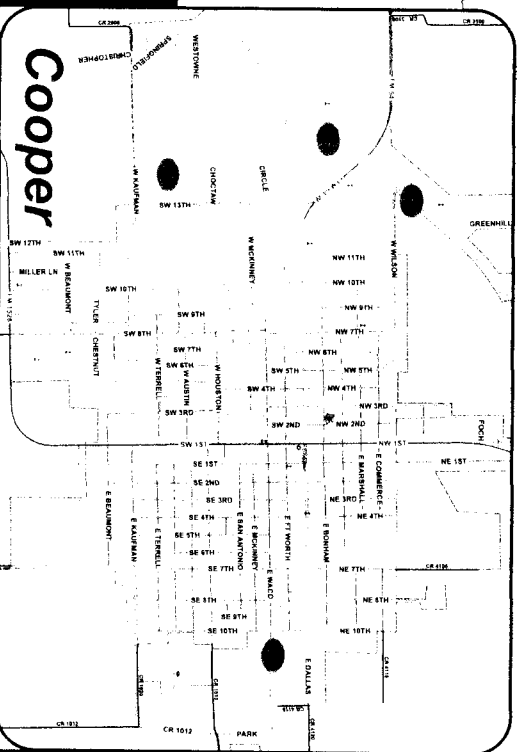 Cooper
CR 2900
SPRINGFIELD
CHRISTOPHER
WESTOWNE
W KAUFMAN
CHOCTAW
CIRCLE
SW 13TH
W MCKINNEY
W WILSON
GREENHILL
SW 12TH
SW 11TH
MILLER LN
W BEAUMONT
SW 10TH
TYLER
CHESTNUT
FM 1528
NW 11TH
NW 10TH
NW 9TH
SW 9TH
SW 8TH
NW 7TH
SW 7TH
NW 6TH
SW 6TH
SW 5TH
NW 5TH
W TERRELL
W AUSTIN
W HOUSTON
SW 4TH
NW 4TH
SW 3RD
NW 3RD
SW 2ND
NW 2ND
SW 1ST
NW 1ST
FOCH
SE 1ST
NE 1ST
SE 2ND
SE 3RD
NE 3RD
SE 4TH
NE 4TH
SE 5TH
SE 6TH
SE 7TH
NE 7TH
SE 8TH
NE 8TH
SE 9TH
SE 10TH
NE 10TH
E BEAUMONT
E KAUFMAN
E TERRELL
E SAN ANTONIO
E MCKINNEY
E WACO
E FT WORTH
E BONHAM
E MARSHALL
E COMMERCE
E DALLAS
CR 4106
CR 1012
CR 1012
PARK